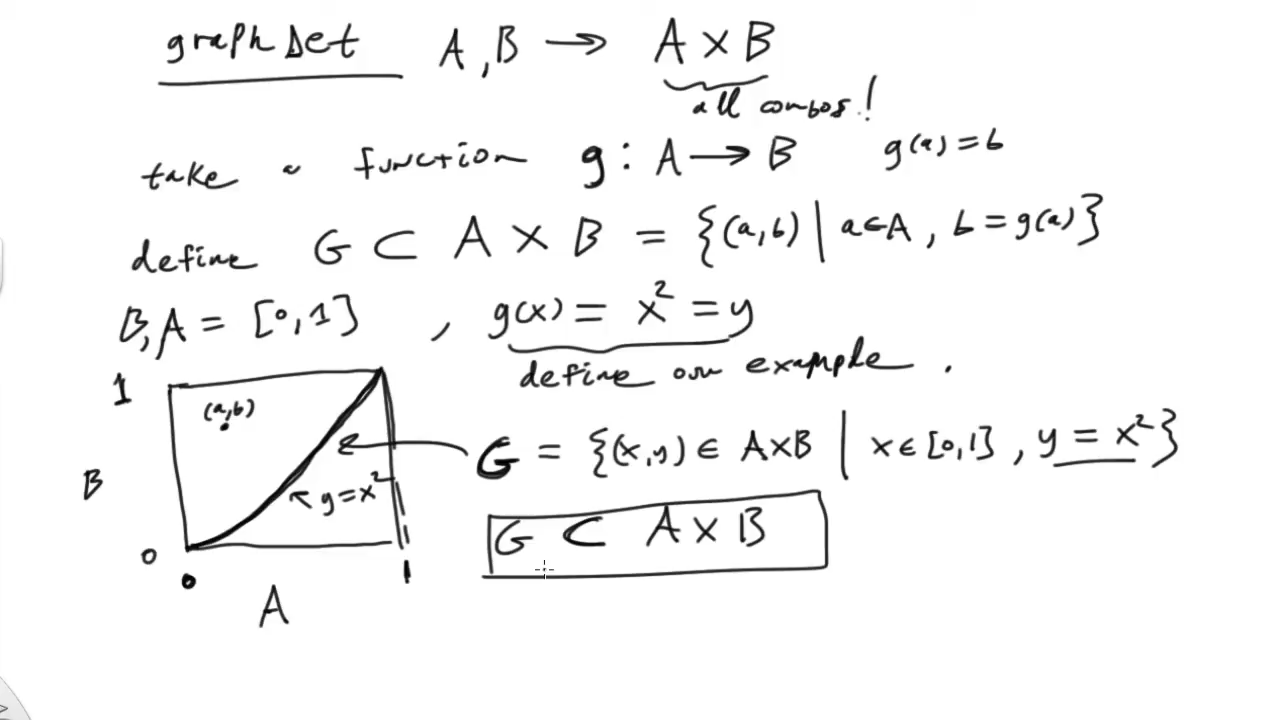 graph Set A, B → A × B
all combos!
take a function g : A → B g(a) = b
define G ⊂ A × B = {(a,b) | a ∈ A, b = g(a)}
B, A = [0, 1] , g(x) = x² = y
define our example.
1
(a,b)
G = {(x,y) ∈ A×B | x ∈ [0,1], y = x²}
B
y = x²
G ⊂ A × B
0
0 1
A